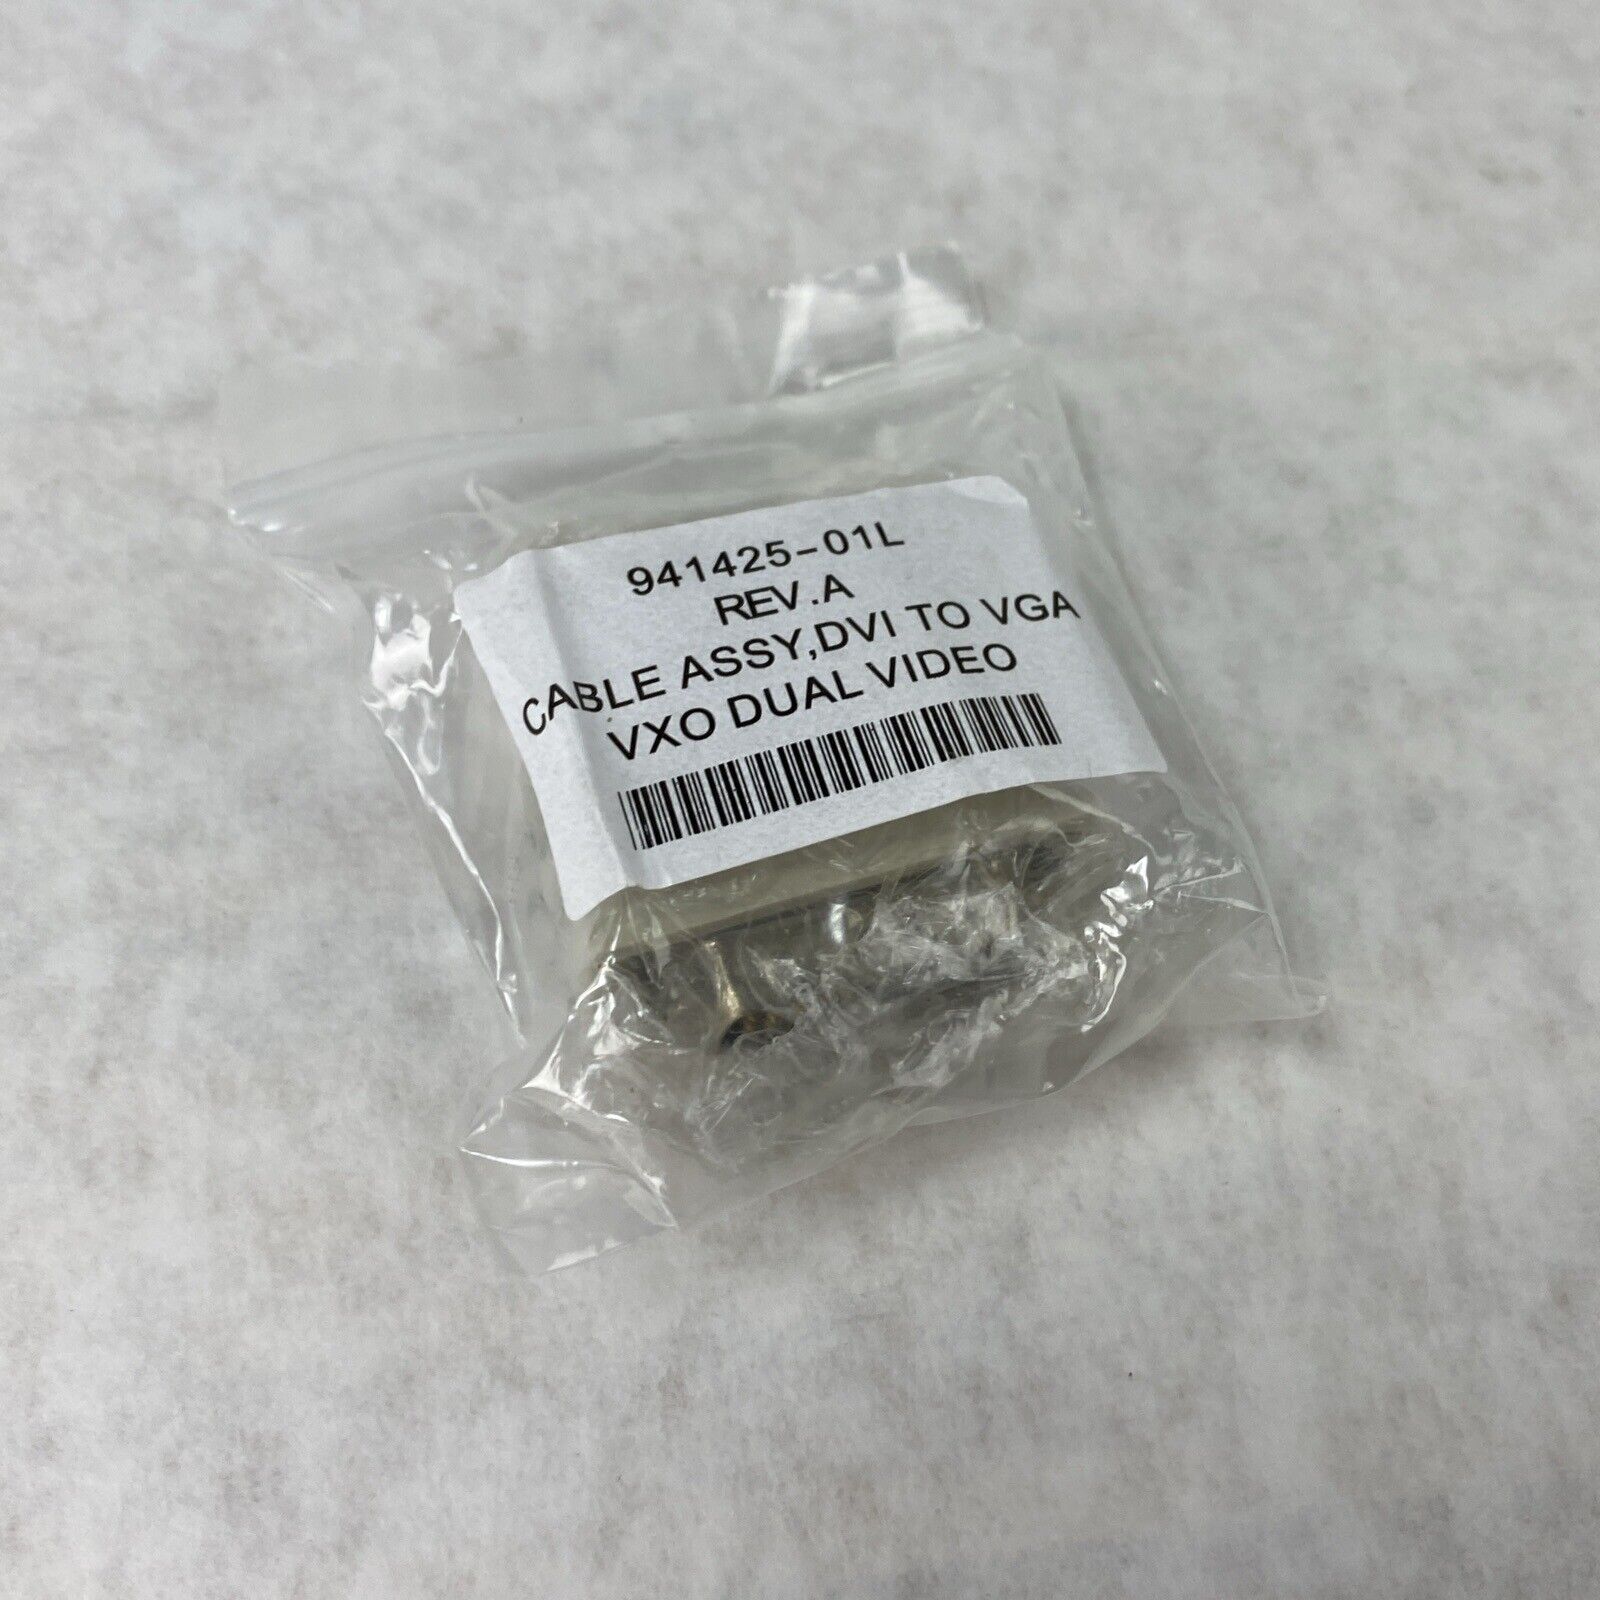 941425-01L
REV.A
CABLE ASSY,DVI TO VGA
VXO DUAL VIDEO